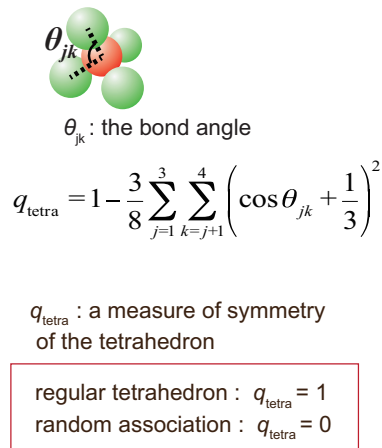 θjk
θjk : the bond angle
qtetra = 1 − 3/8 ∑j=1^3 ∑k=j+1^4 (cos θjk + 1/3)^2
qtetra : a measure of symmetry
of the tetrahedron
regular tetrahedron : qtetra = 1
random association : qtetra = 0